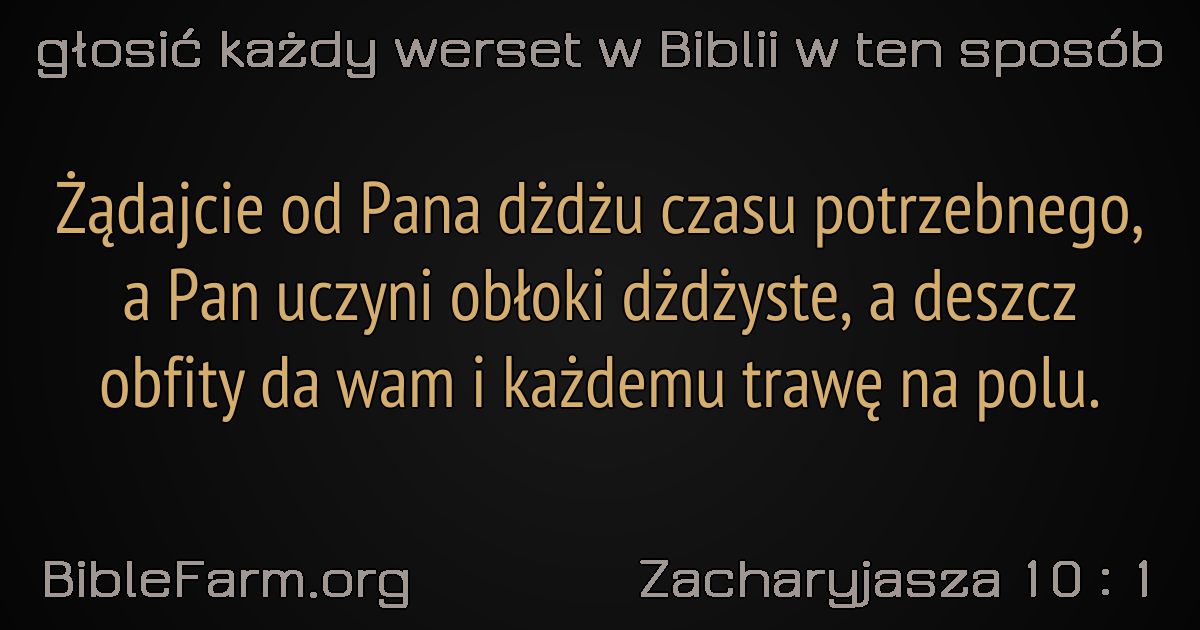 głosić każdy werset w Biblii w ten sposób
Żądajcie od Pana dżdżu czasu potrzebnego,
a Pan uczyni obłoki dżdżyste, a deszcz
obfity da wam i każdemu trawę na polu.
BibleFarm.org
Zacharyjasza 10 : 1